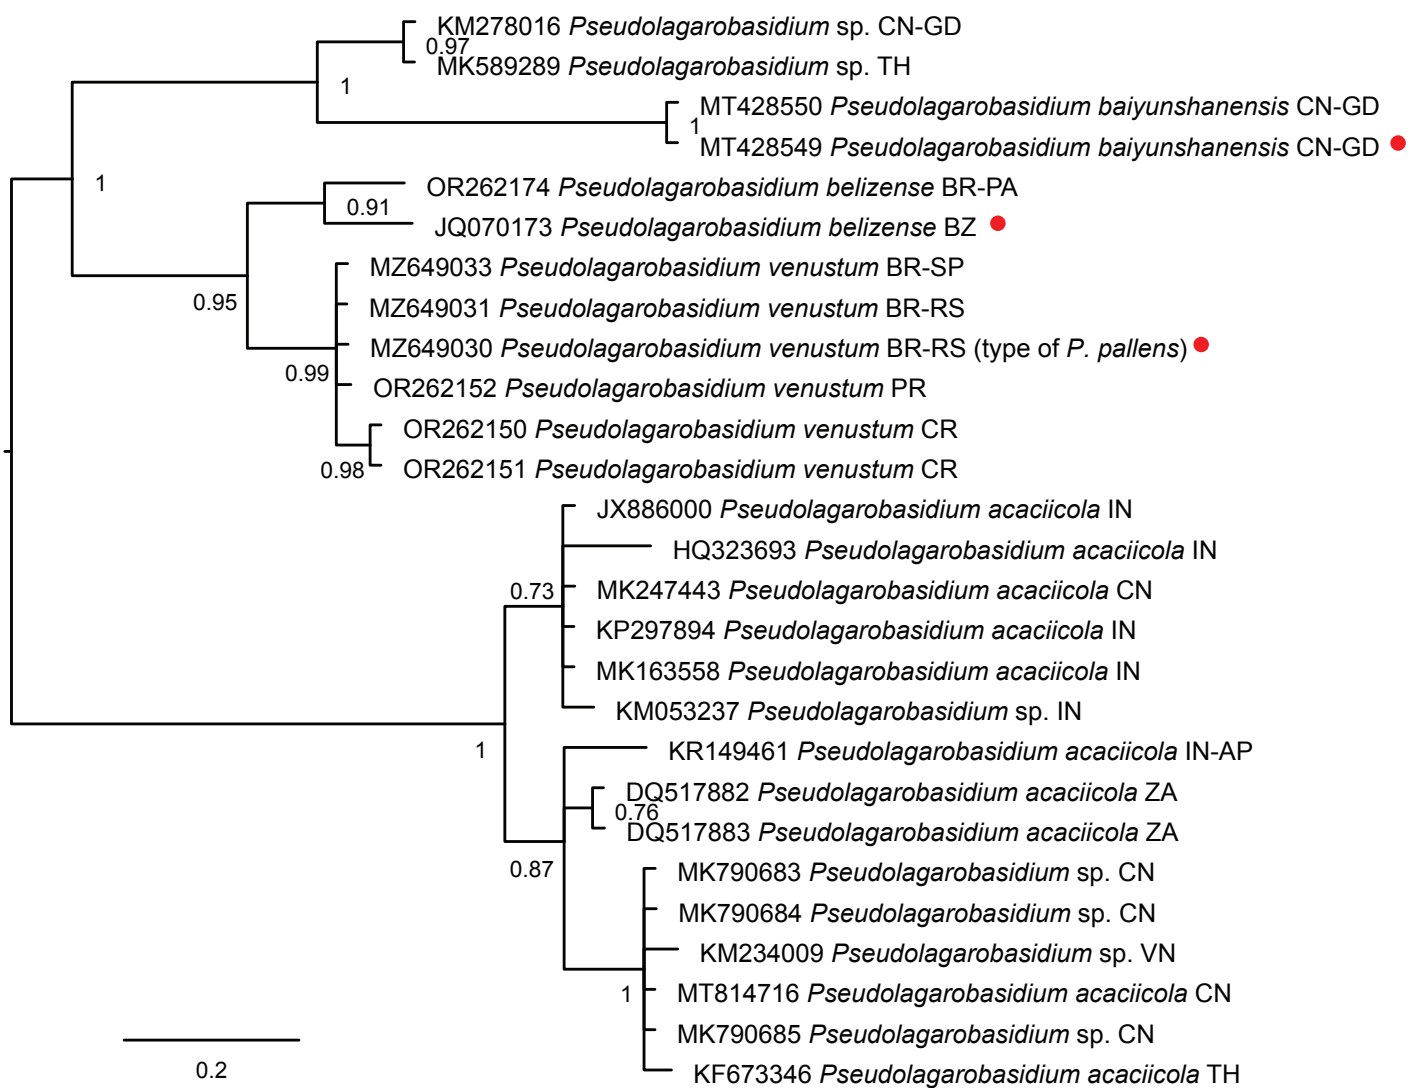 KM278016 Pseudolagarobasidium sp. CN-GD
0.97
MK589289 Pseudolagarobasidium sp. TH
1
MT428550 Pseudolagarobasidium baiyunshanensis CN-GD
1
MT428549 Pseudolagarobasidium baiyunshanensis CN-GD
1
OR262174 Pseudolagarobasidium belizense BR-PA
0.91
JQ070173 Pseudolagarobasidium belizense BZ
MZ649033 Pseudolagarobasidium venustum BR-SP
0.95
MZ649031 Pseudolagarobasidium venustum BR-RS
MZ649030 Pseudolagarobasidium venustum BR-RS (type of P. pallens)
0.99
OR262152 Pseudolagarobasidium venustum PR
OR262150 Pseudolagarobasidium venustum CR
0.98
OR262151 Pseudolagarobasidium venustum CR
JX886000 Pseudolagarobasidium acaciicola IN
HQ323693 Pseudolagarobasidium acaciicola IN
0.73
MK247443 Pseudolagarobasidium acaciicola CN
KP297894 Pseudolagarobasidium acaciicola IN
MK163558 Pseudolagarobasidium acaciicola IN
KM053237 Pseudolagarobasidium sp. IN
1
KR149461 Pseudolagarobasidium acaciicola IN-AP
DQ517882 Pseudolagarobasidium acaciicola ZA
0.76
DQ517883 Pseudolagarobasidium acaciicola ZA
0.87
MK790683 Pseudolagarobasidium sp. CN
MK790684 Pseudolagarobasidium sp. CN
KM234009 Pseudolagarobasidium sp. VN
1
MT814716 Pseudolagarobasidium acaciicola CN
MK790685 Pseudolagarobasidium sp. CN
KF673346 Pseudolagarobasidium acaciicola TH
0.2